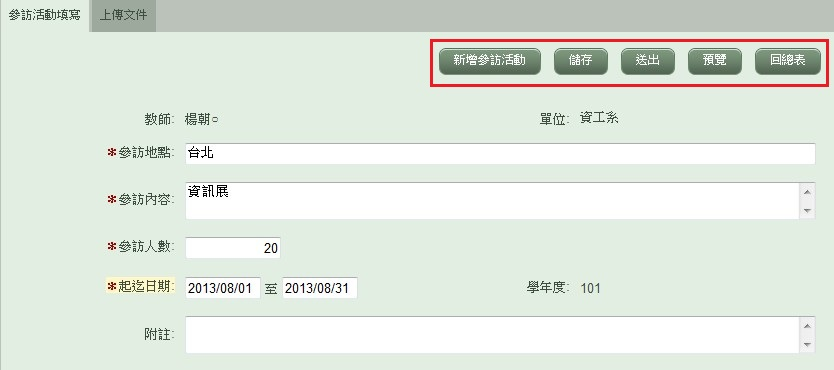 參訪活動填寫 上傳文件
新增參訪活動 儲存 送出 預覽 回總表
教師: 楊朝○ 單位: 資工系
*參訪地點: 台北
*參訪內容: 資訊展
*參訪人數: 20
*起迄日期: 2013/08/01 至 2013/08/31 學年度: 101
附註: